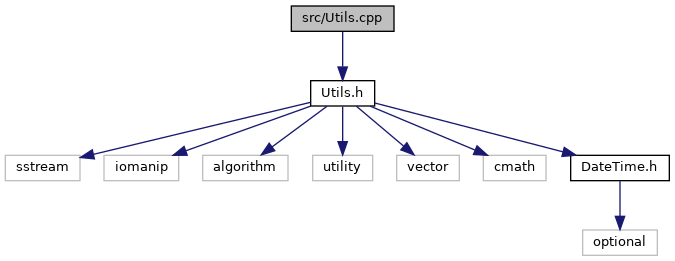 src/Utils.cpp
Utils.h
sstream
iomanip
algorithm
utility
vector
cmath
DateTime.h
optional